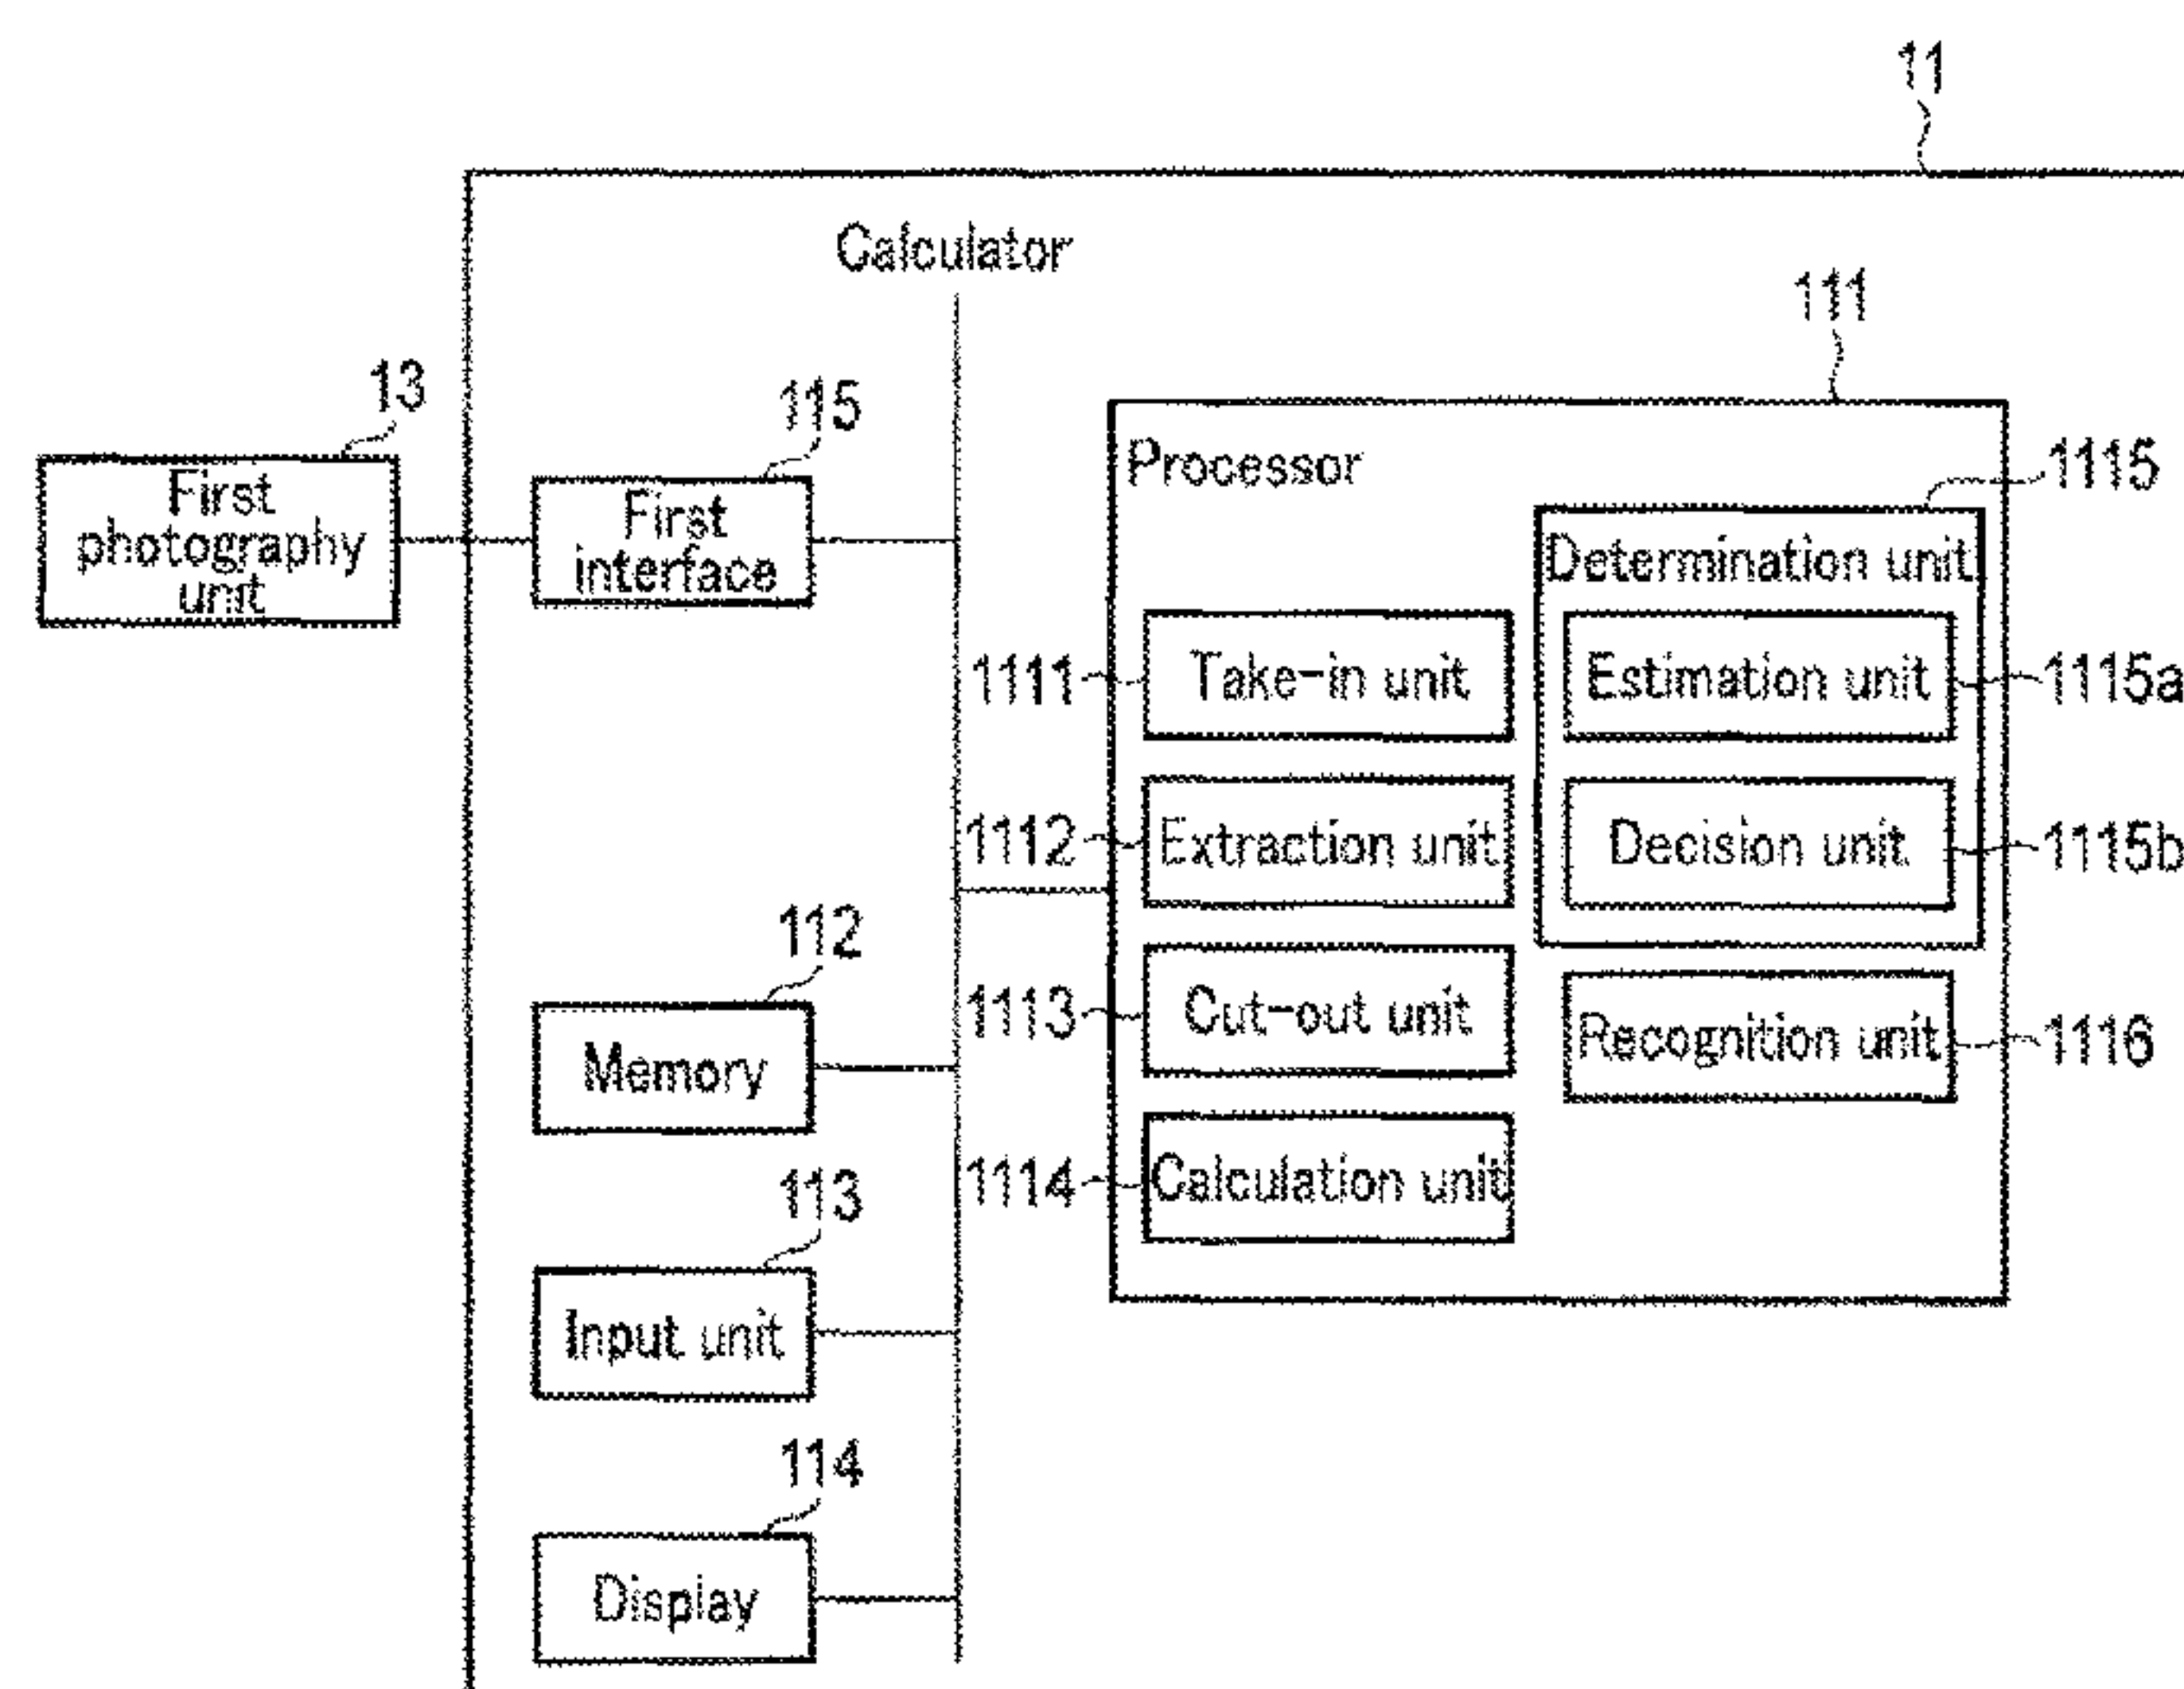 11
Calculator
111
13
115
First
photography
unit
First
interface
Processor
1115
Determination unit
1111
Take-in unit
Estimation unit
1115a
1112
Extraction unit
Decision unit
1115b
112
1113
Cut-out unit
Memory
Recognition unit
1116
113
1114
Calculation unit
Input unit
114
Display